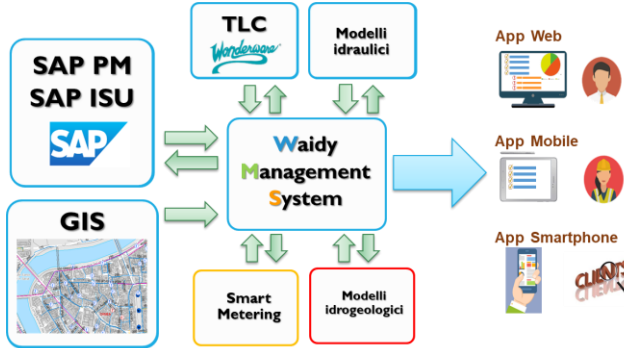 TLC
Wonderware
Modelli
idraulici
App Web
SAP PM
SAP ISU
SAP
Waidy
Management
System
App Mobile
GIS
App Smartphone
Smart
Metering
Modelli
idrogeologici
CLIENTS